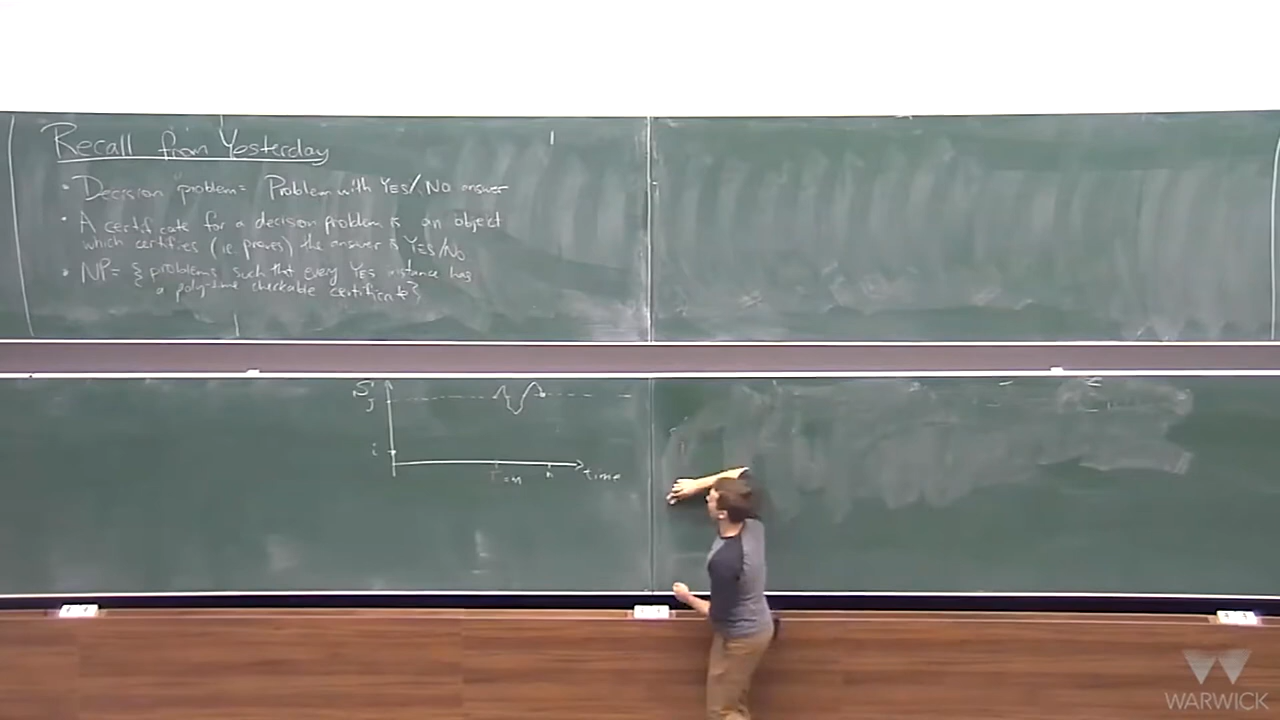 Recall from Yesterday
• Decision problem = Problem with YES/NO answer
• A certificate for a decision problem is an object
which certifies (ie. proves) the answer is YES/NO
• NP = { problems such that every YES instance has
a poly-time checkable certificate }
S
j
i
T=m
n
time
WARWICK